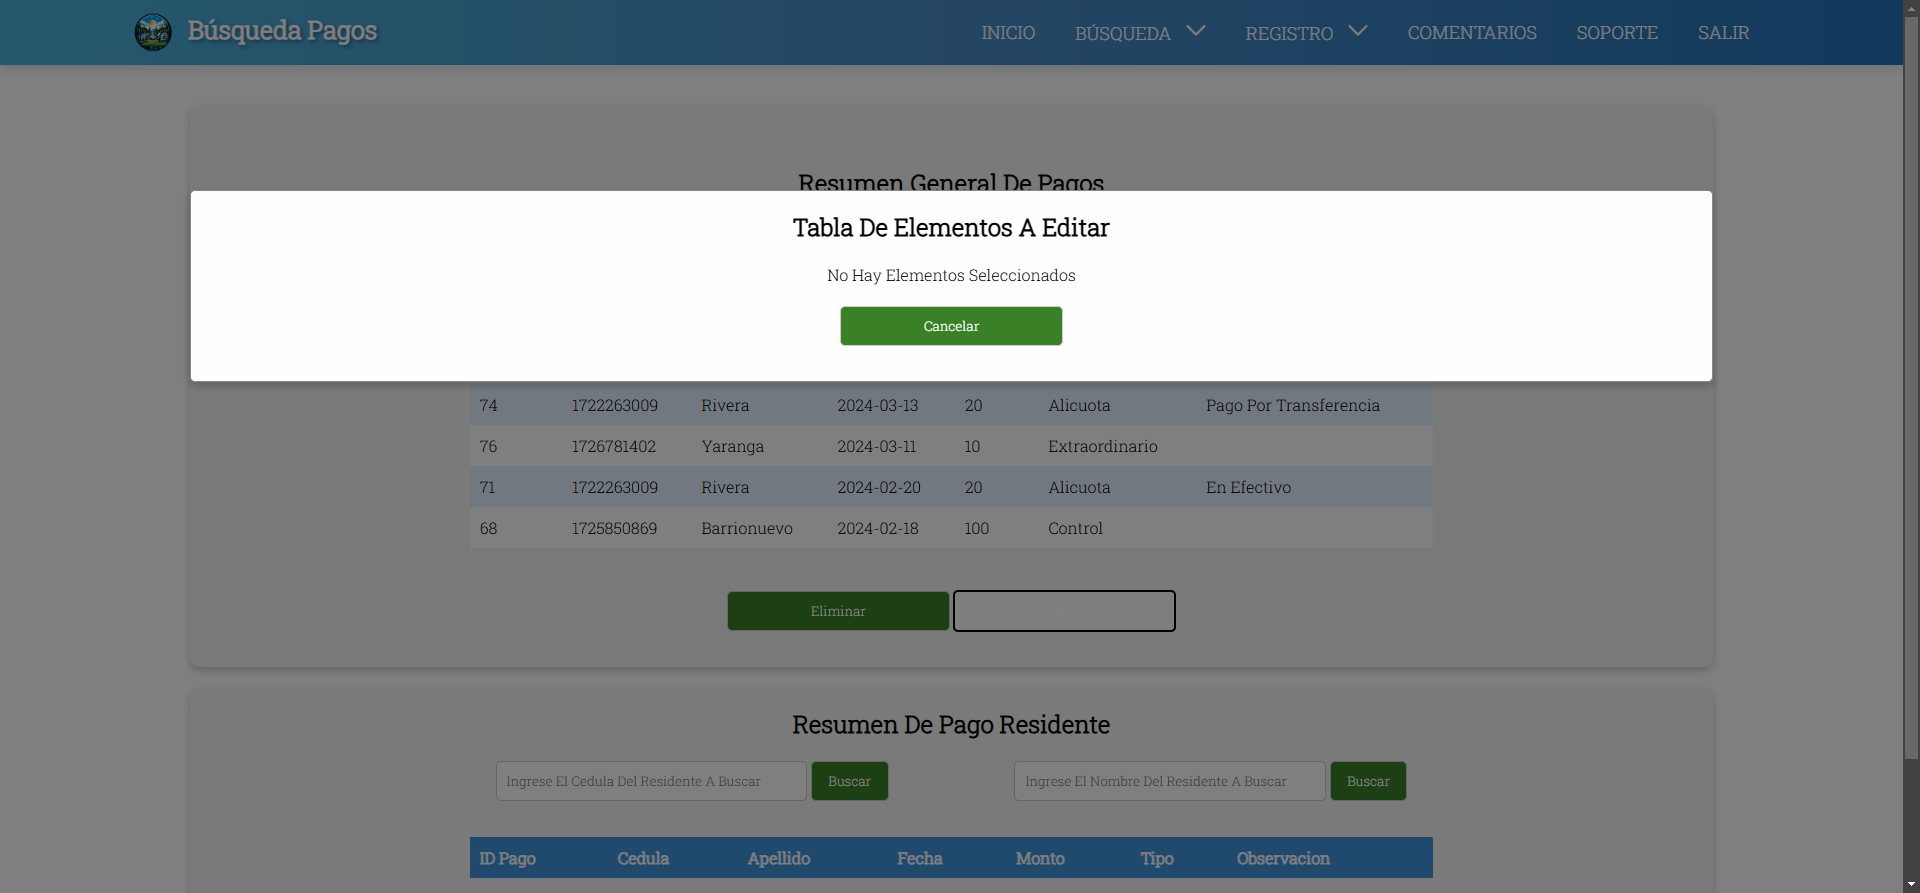 Búsqueda Pagos
INICIO BÚSQUEDA REGISTRO COMENTARIOS SOPORTE SALIR
Resumen General De Pagos
Tabla De Elementos A Editar
No Hay Elementos Seleccionados
Cancelar
74 1722263009 Rivera 2024-03-13 20 Alicuota Pago Por Transferencia
76 1726781402 Yaranga 2024-03-11 10 Extraordinario
71 1722263009 Rivera 2024-02-20 20 Alicuota En Efectivo
68 1725850869 Barrionuevo 2024-02-18 100 Control
Eliminar
Resumen De Pago Residente
Ingrese El Cedula Del Residente A Buscar Buscar Ingrese El Nombre Del Residente A Buscar Buscar
ID Pago Cedula Apellido Fecha Monto Tipo Observacion